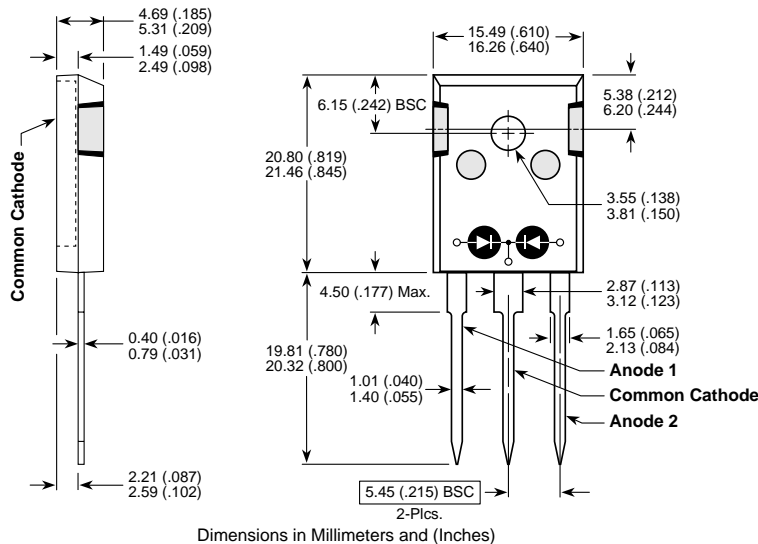 4.69 (.185)
5.31 (.209)
1.49 (.059)
2.49 (.098)
15.49 (.610)
16.26 (.640)
6.15 (.242) BSC
5.38 (.212)
6.20 (.244)
Common Cathode
20.80 (.819)
21.46 (.845)
3.55 (.138)
3.81 (.150)
4.50 (.177) Max.
2.87 (.113)
3.12 (.123)
0.40 (.016)
0.79 (.031)
19.81 (.780)
20.32 (.800)
1.65 (.065)
2.13 (.084)
1.01 (.040)
1.40 (.055)
Anode 1
Common Cathode
Anode 2
2.21 (.087)
2.59 (.102)
5.45 (.215) BSC
2-Plcs.
Dimensions in Millimeters and (Inches)